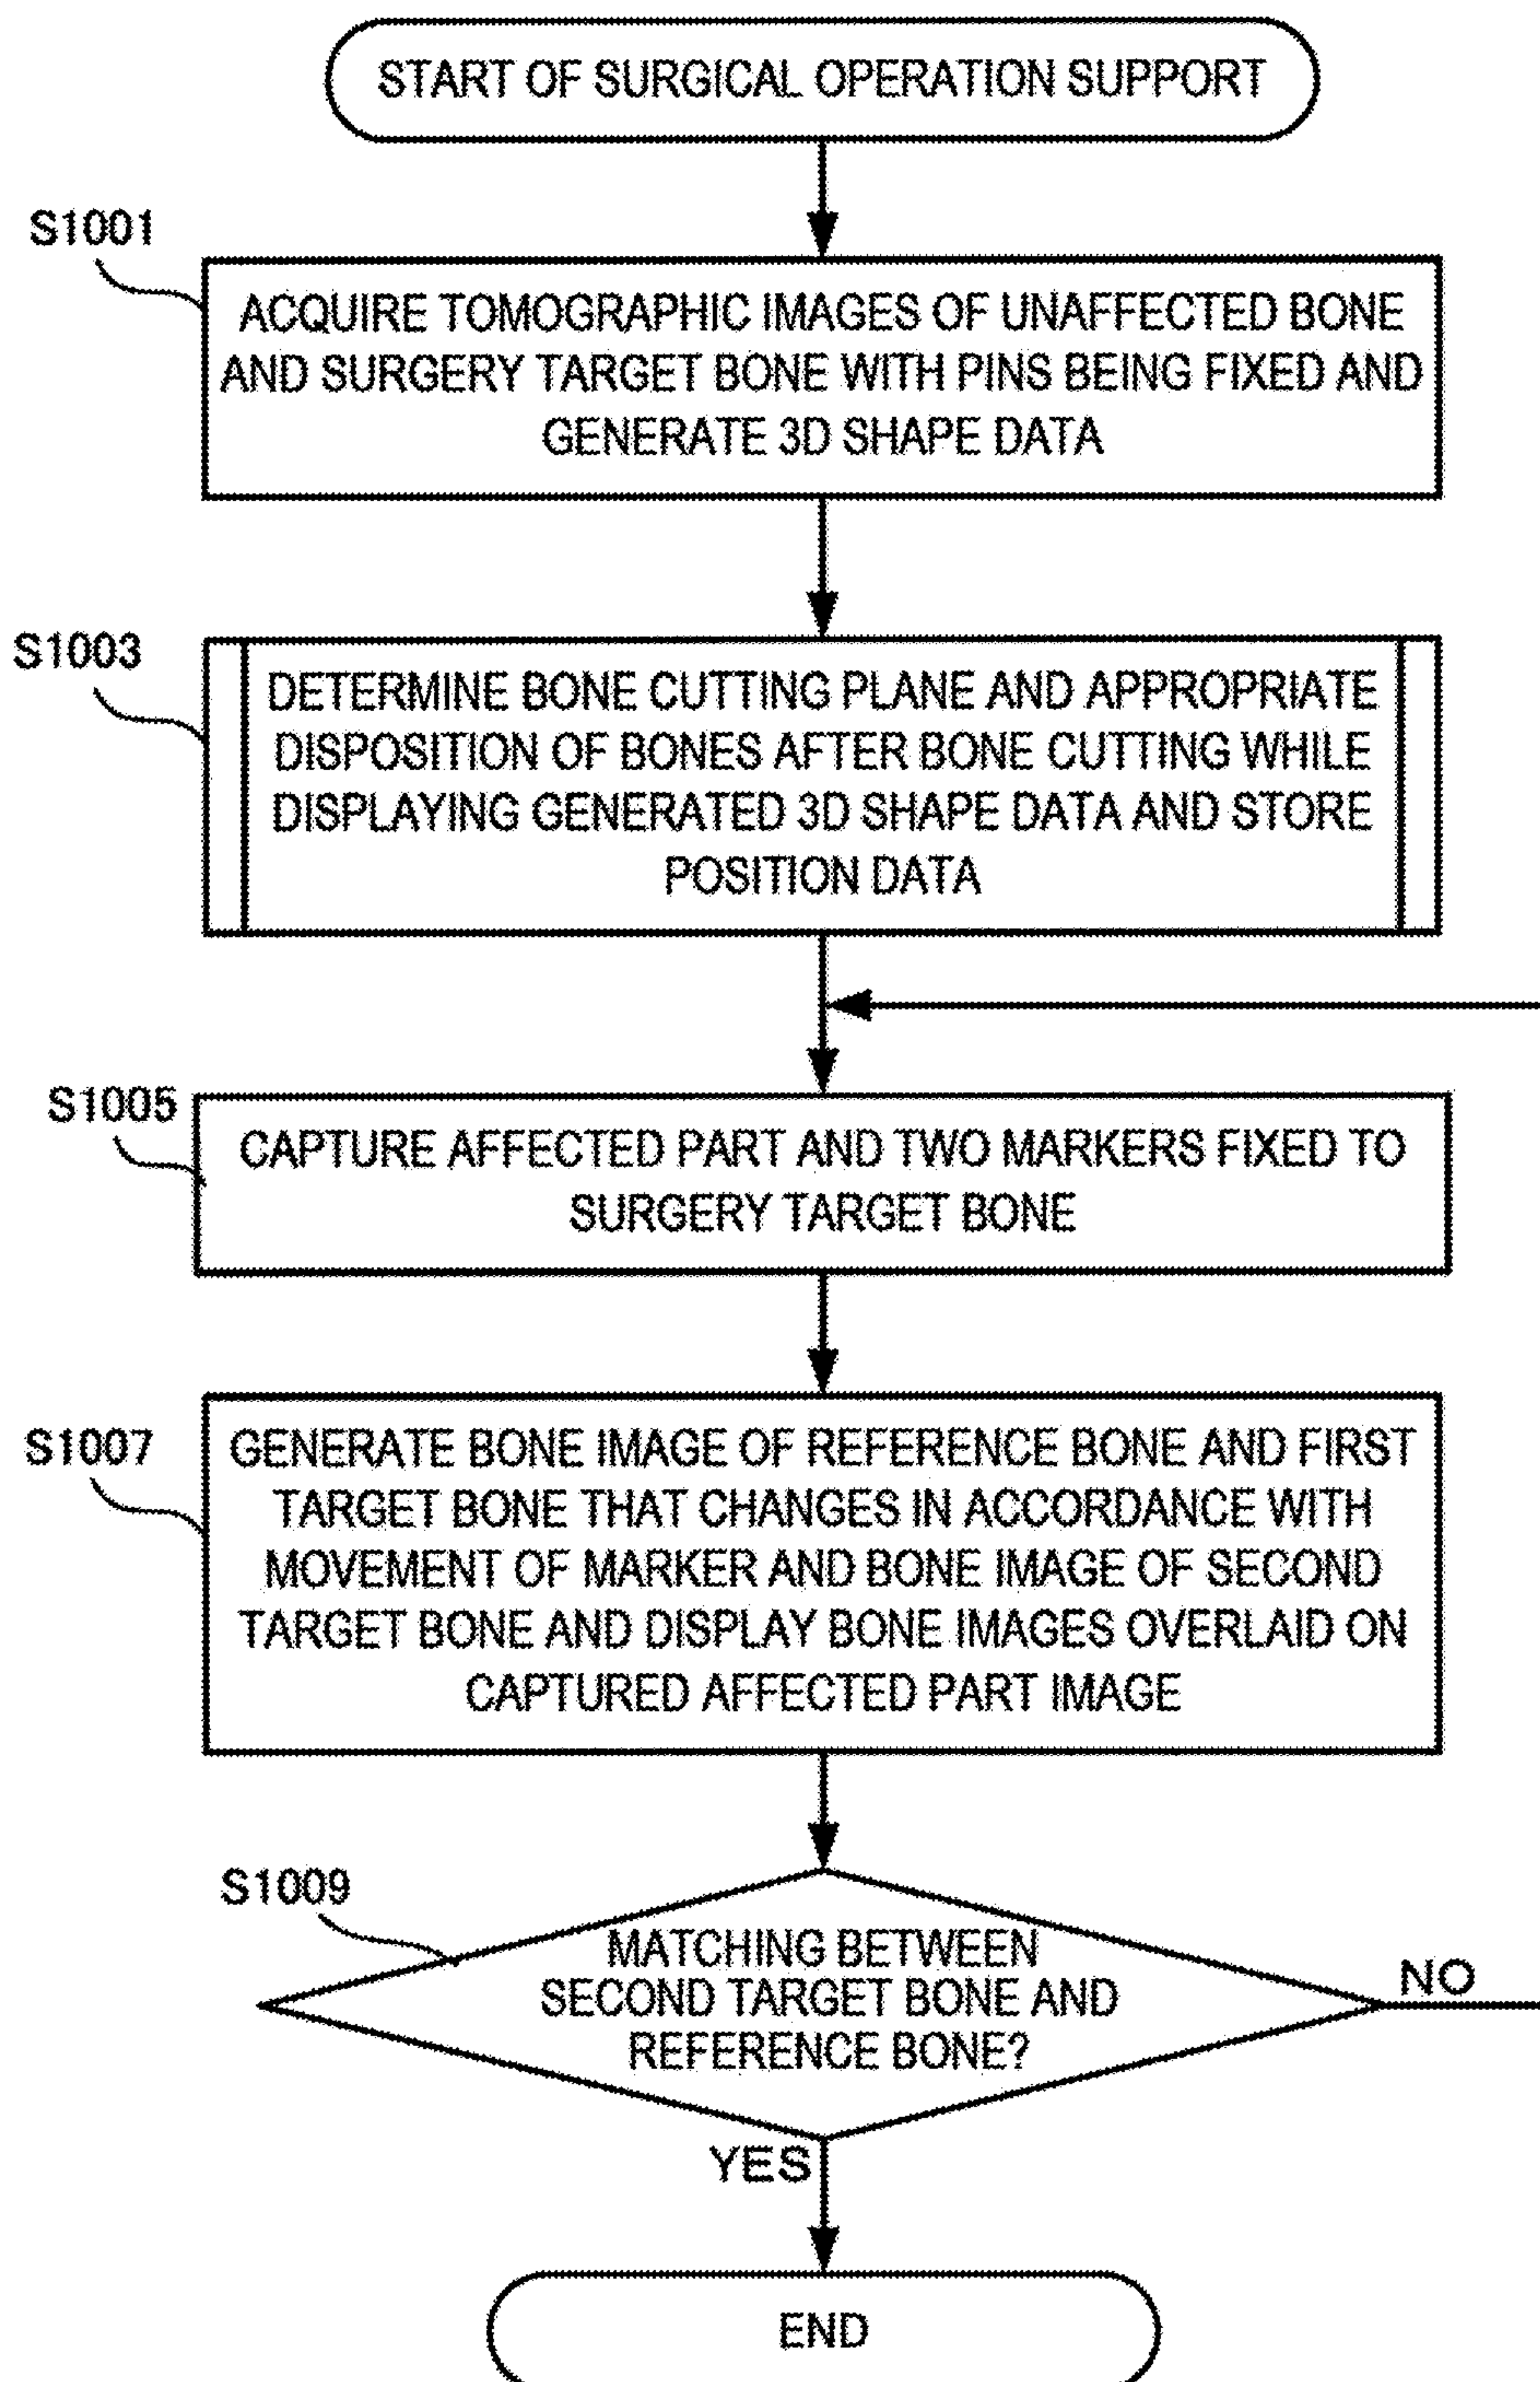 START OF SURGICAL OPERATION SUPPORT
S1001
ACQUIRE TOMOGRAPHIC IMAGES OF UNAFFECTED BONE
AND SURGERY TARGET BONE WITH PINS BEING FIXED AND
GENERATE 3D SHAPE DATA
S1003
DETERMINE BONE CUTTING PLANE AND APPROPRIATE
DISPOSITION OF BONES AFTER BONE CUTTING WHILE
DISPLAYING GENERATED 3D SHAPE DATA AND STORE
POSITION DATA
S1005
CAPTURE AFFECTED PART AND TWO MARKERS FIXED TO
SURGERY TARGET BONE
S1007
GENERATE BONE IMAGE OF REFERENCE BONE AND FIRST
TARGET BONE THAT CHANGES IN ACCORDANCE WITH
MOVEMENT OF MARKER AND BONE IMAGE OF SECOND
TARGET BONE AND DISPLAY BONE IMAGES OVERLAID ON
CAPTURED AFFECTED PART IMAGE
S1009
MATCHING BETWEEN
SECOND TARGET BONE AND
REFERENCE BONE?
NO
YES
END